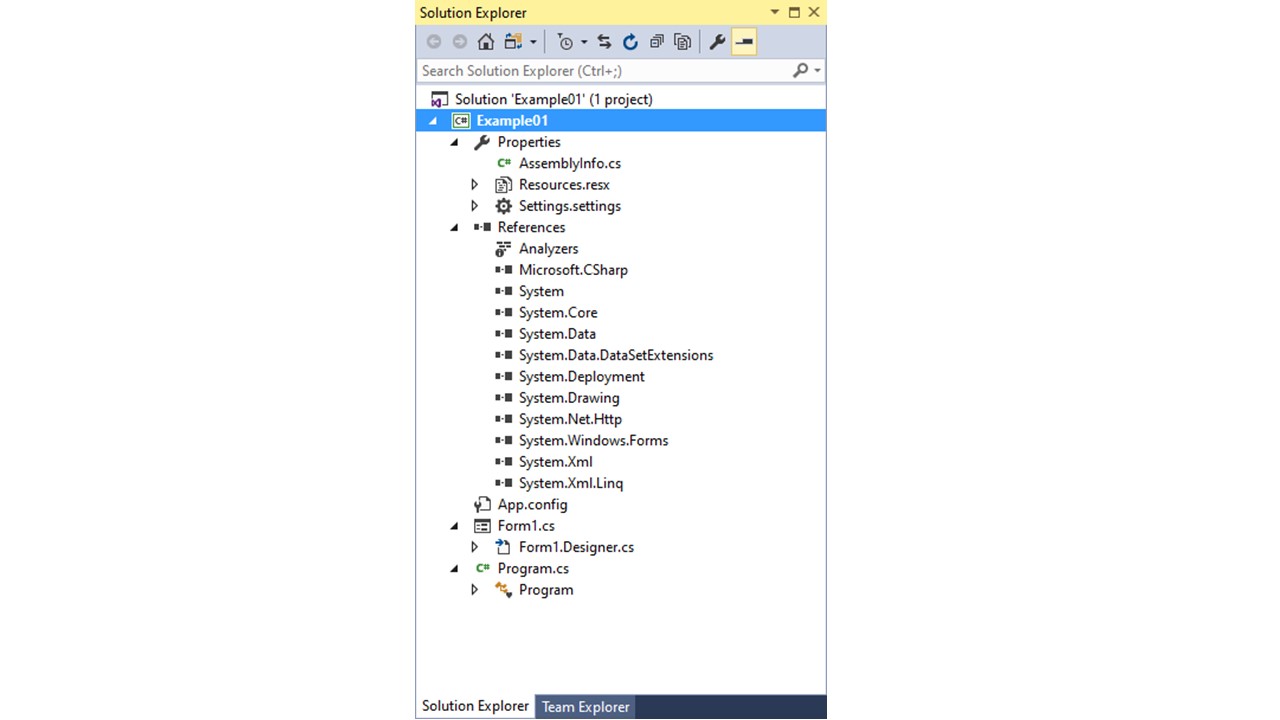 Solution Explorer
Search Solution Explorer (Ctrl+;)
Solution 'Example01' (1 project)
C# Example01
Properties
C# AssemblyInfo.cs
Resources.resx
Settings.settings
References
Analyzers
Microsoft.CSharp
System
System.Core
System.Data
System.Data.DataSetExtensions
System.Deployment
System.Drawing
System.Net.Http
System.Windows.Forms
System.Xml
System.Xml.Linq
App.config
Form1.cs
Form1.Designer.cs
C# Program.cs
Program
Solution Explorer Team Explorer